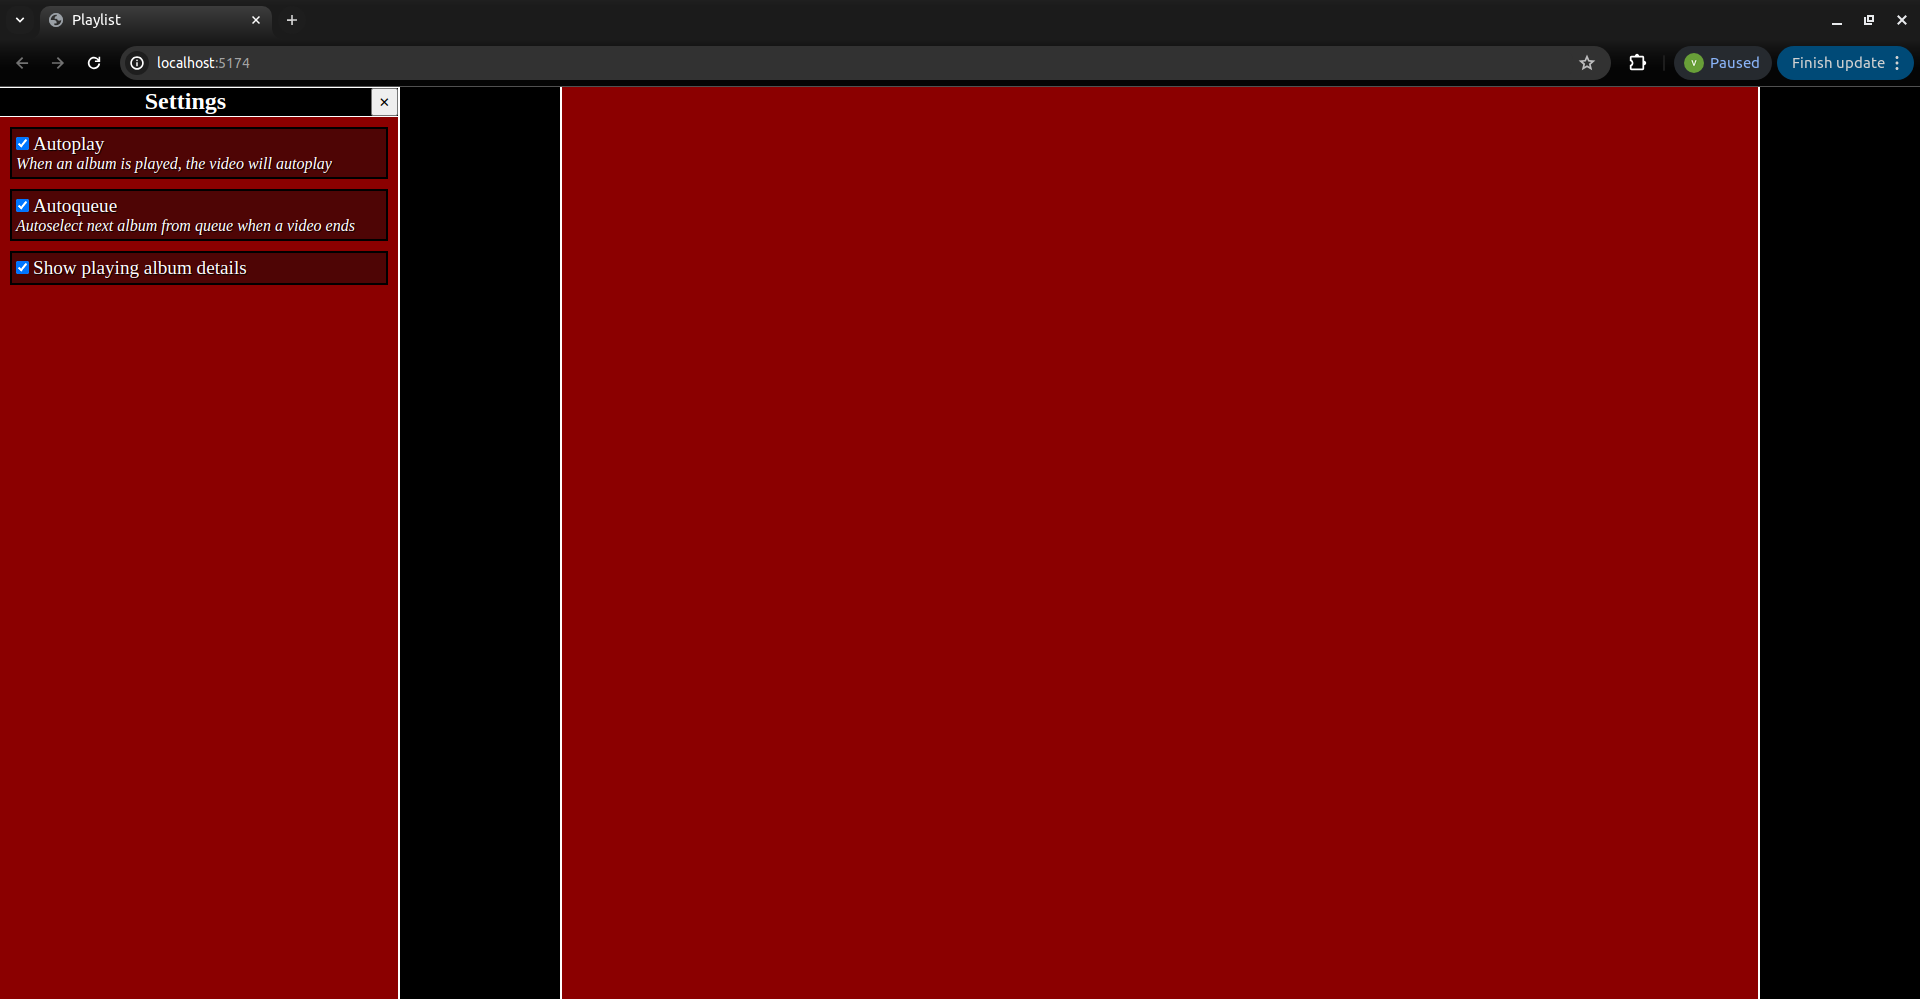 Playlist
localhost:5174
v Paused
Finish update
Settings
Autoplay
When an album is played, the video will autoplay
Autoqueue
Autoselect next album from queue when a video ends
Show playing album details